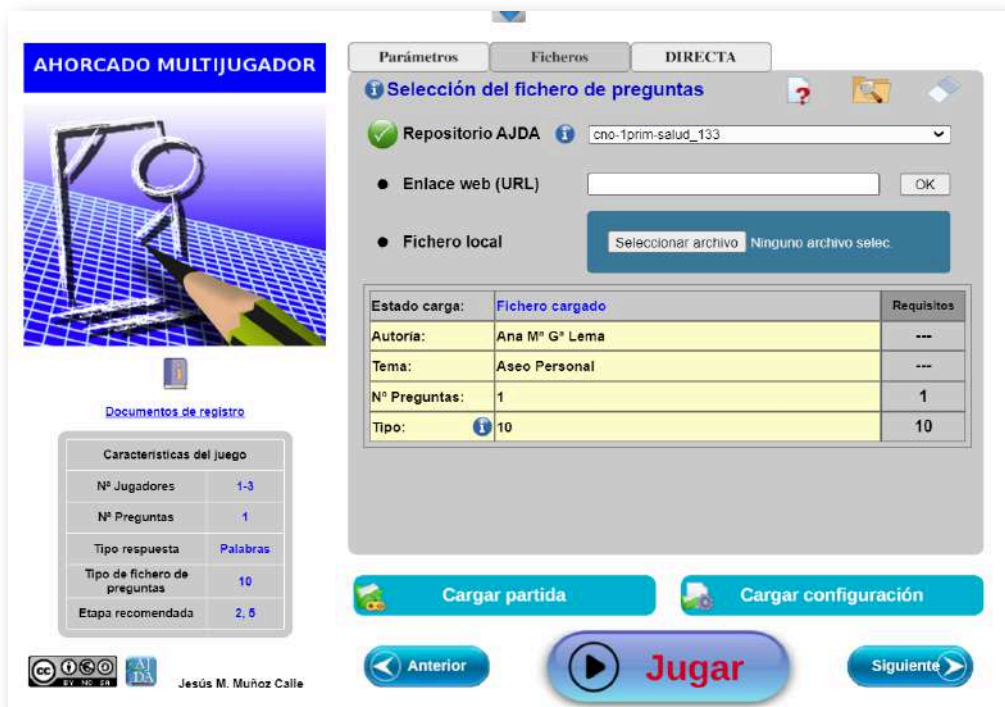 AHORCADO MULTIJUGADOR
Documentos de registro
Características del juego
Nº Jugadores 1-3
Nº Preguntas 1
Tipo respuesta Palabras
Tipo de fichero de
preguntas 10
Etapa recomendada 2, 5
BY NC SA
Jesús M. Muñoz Calle
Parámetros Ficheros DIRECTA
Selección del fichero de preguntas
Repositorio AJDA cno-1prim-salud_133
Enlace web (URL) OK
Fichero local Seleccionar archivo Ninguno archivo selec.
Estado carga: Fichero cargado Requisitos
Autoría: Ana Mª Gª Lema ---
Tema: Aseo Personal ---
Nº Preguntas: 1 1
Tipo: 10 10
Cargar partida Cargar configuración
Anterior Jugar Siguiente